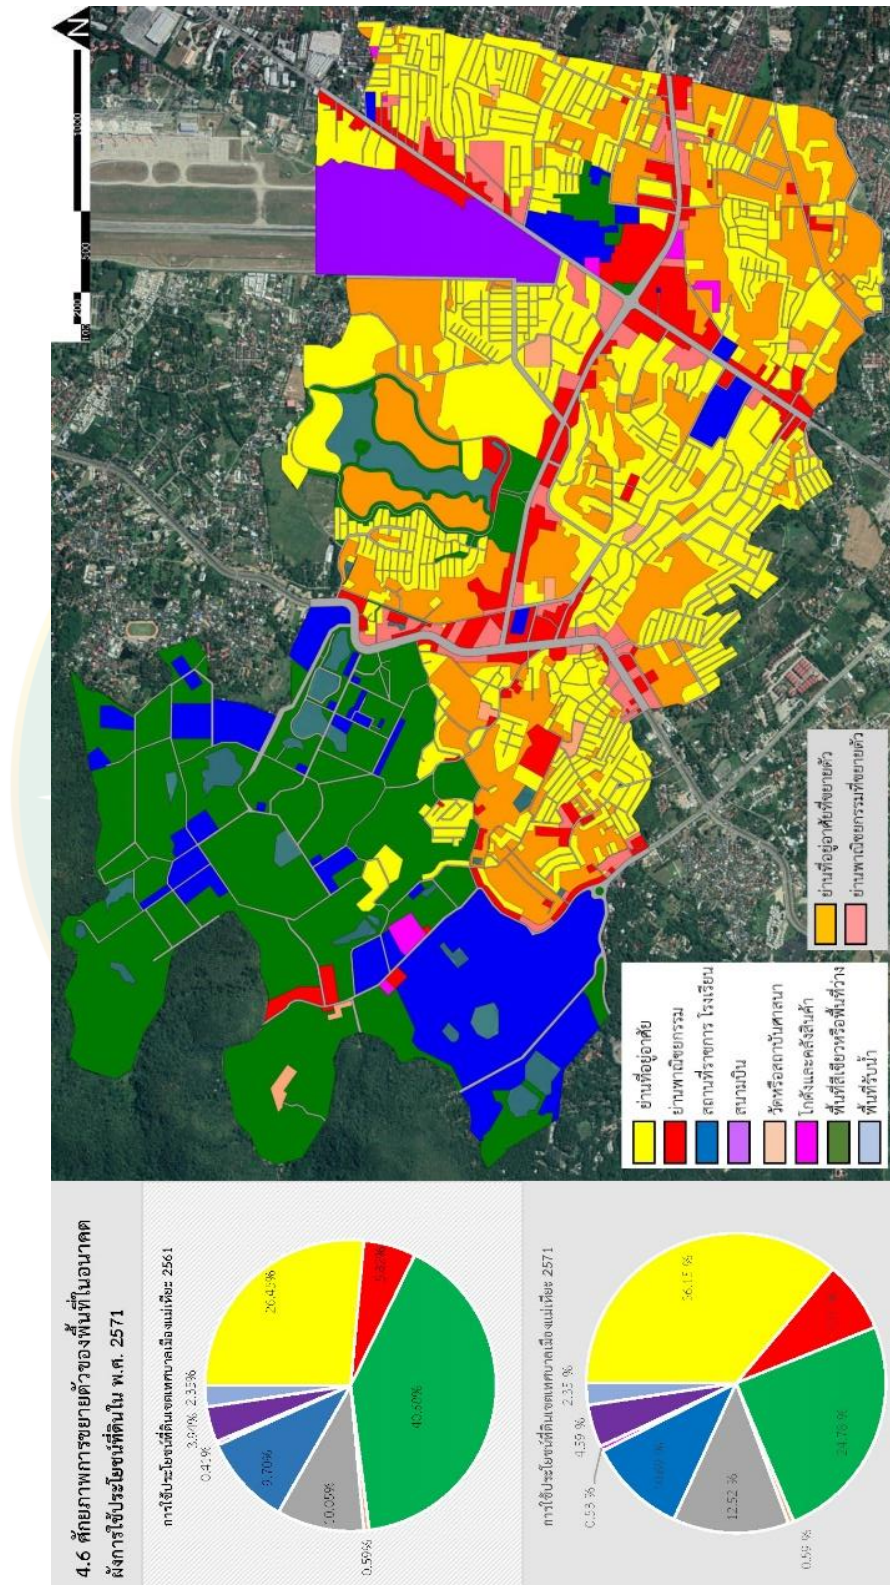 4.6 ศักยภาพการขยายตัวของพื้นที่ในอนาคต
ผังการใช้ประโยชน์ที่ดินใน พ.ศ. 2571
การใช้ประโยชน์ที่ดินเขตเทศบาลเมืองแม่เหียะ 2561
26.45%
40.60%
0.59%
10.05%
9.70%
0.41%
3.94%
2.35%
การใช้ประโยชน์ที่ดินเขตเทศบาลเมืองแม่เหียะ 2571
36.15 %
24.76 %
0.59 %
12.52 %
0.53 %
4.59 %
2.35 %
ย่านที่อยู่อาศัย
ย่านพาณิชยกรรม
สถานที่ราชการ โรงเรียน
สนามบิน
วัดหรือสถาบันศาสนา
โกดังและคลังสินค้า
พื้นที่สีเขียวหรือพื้นที่ว่าง
พื้นที่รับน้ำ
ย่านที่อยู่อาศัยที่ขยายตัว
ย่านพาณิชยกรรมที่ขยายตัว
200
500
1000
N